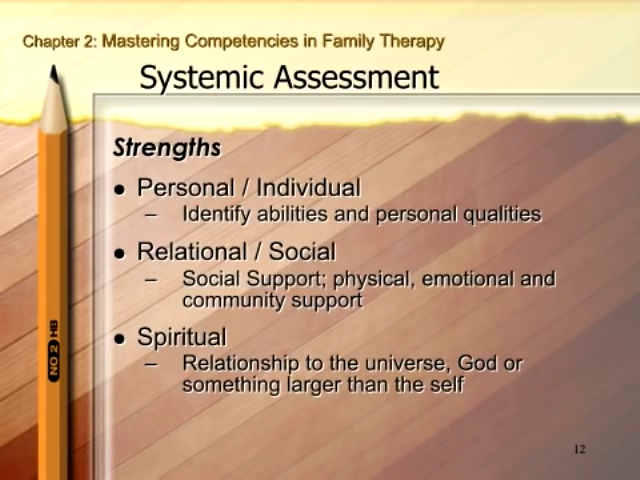 Chapter 2: Mastering Competencies in Family Therapy
Systemic Assessment
Strengths
● Personal / Individual
– Identify abilities and personal qualities
● Relational / Social
– Social Support; physical, emotional and
community support
● Spiritual
– Relationship to the universe, God or
something larger than the self
NO 2 HB
12